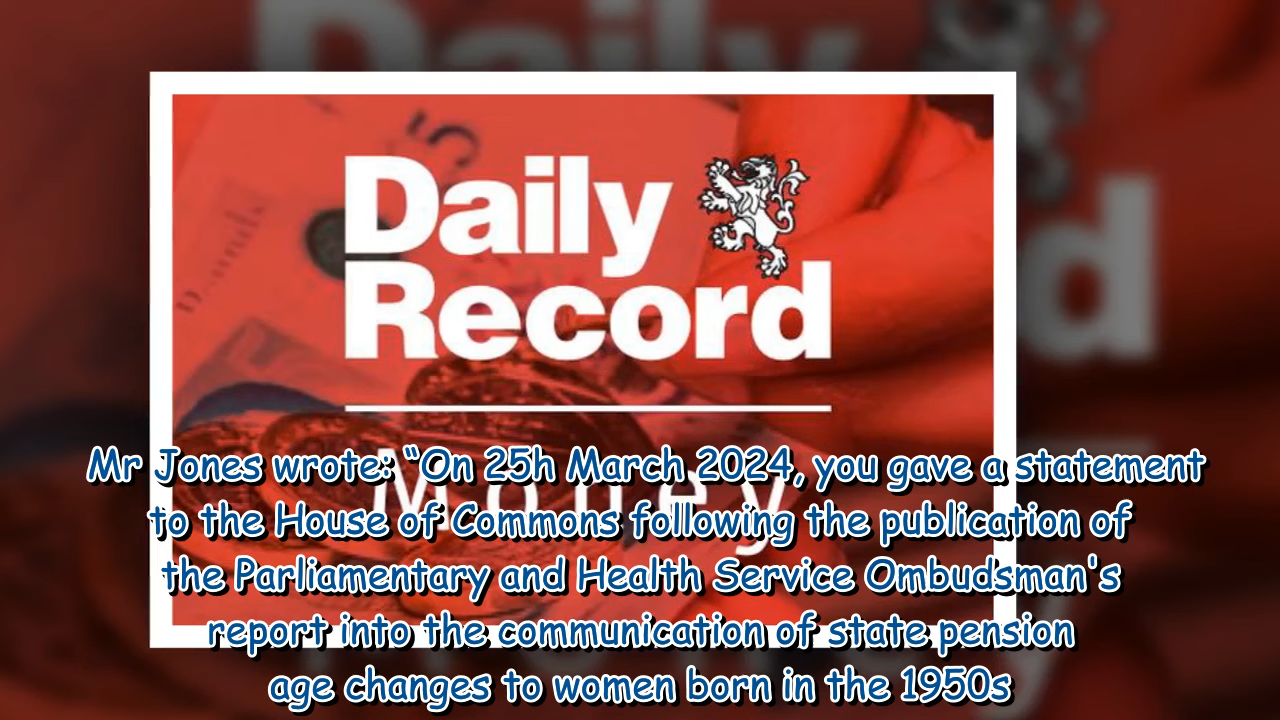 Daily
Record
Money
Mr Jones wrote: “On 25h March 2024, you gave a statement
to the House of Commons following the publication of
the Parliamentary and Health Service Ombudsman's
report into the communication of state pension
age changes to women born in the 1950s